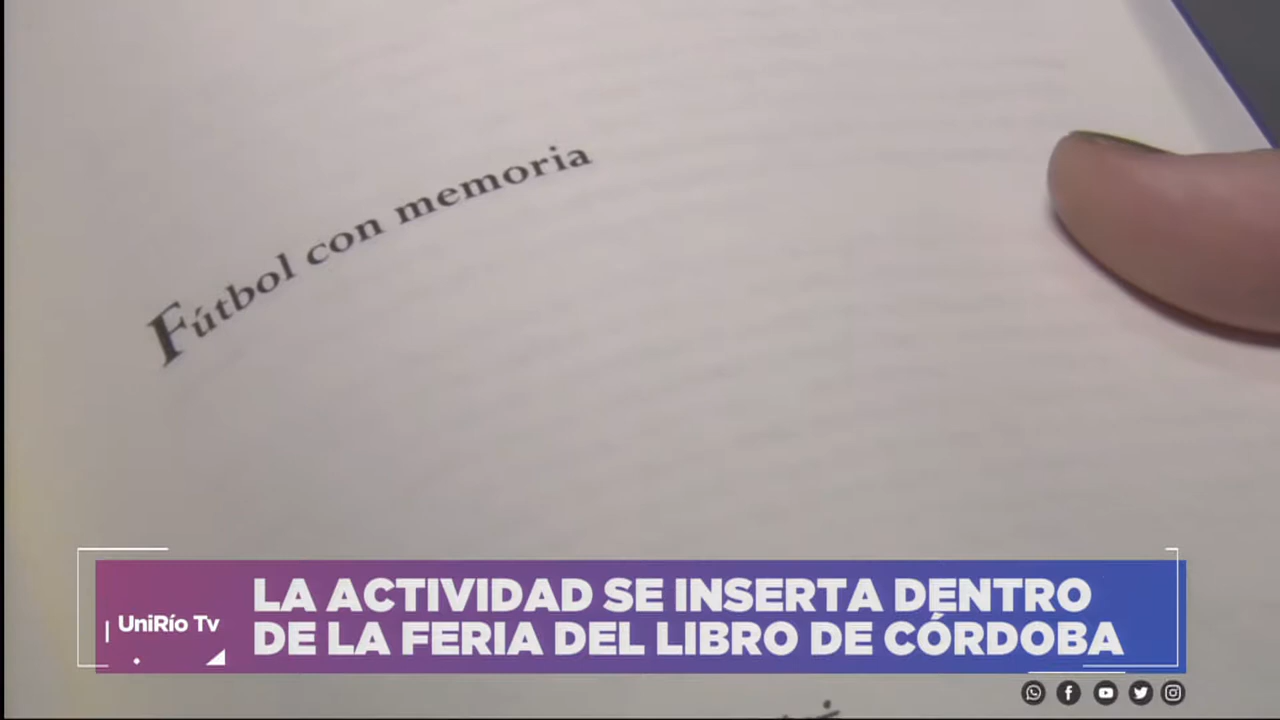 Fútbol con memoria
LA ACTIVIDAD SE INSERTA DENTRO
DE LA FERIA DEL LIBRO DE CÓRDOBA
UniRío Tv